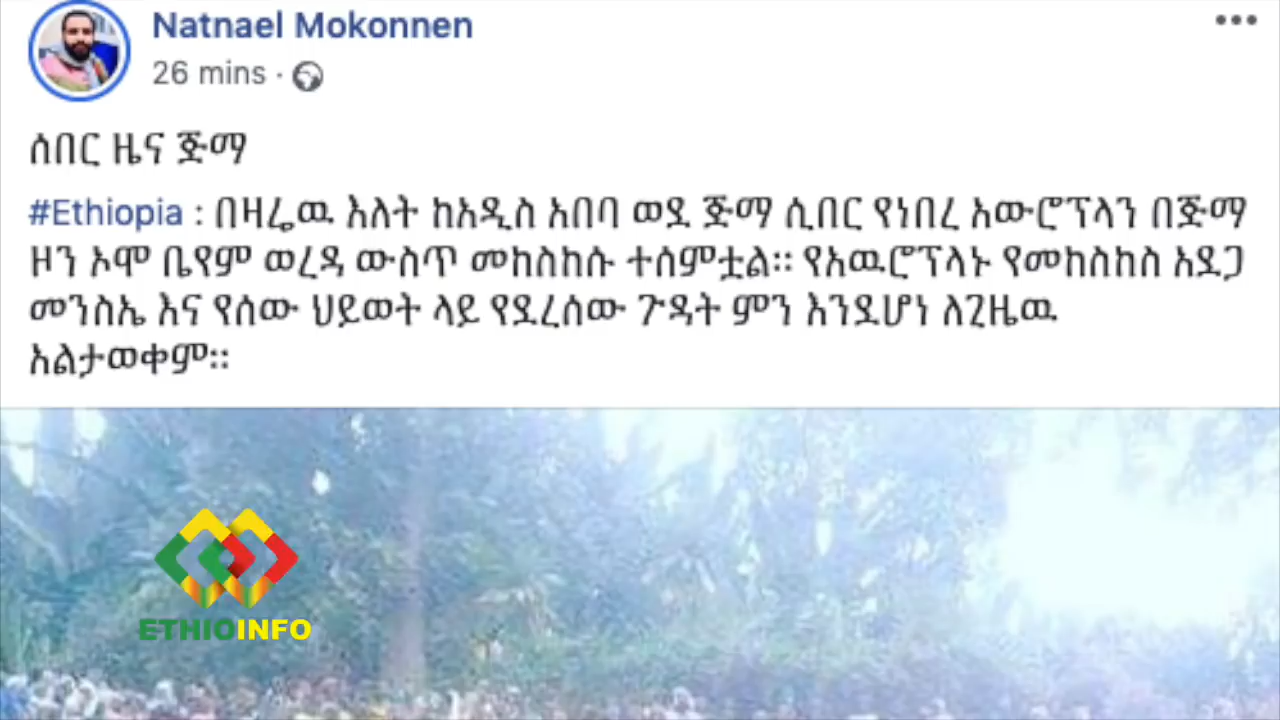 Natnael Mokonnen
26 mins ·
ሰበር ዜና ጅማ
#Ethiopia : በዛሬዉ እለት ከአዲስ አበባ ወደ ጅማ ሲበር የነበረ አውሮፕላን በጅማ
ዞን ኦሞ ቤየም ወረዳ ውስጥ መከስከሱ ተሰምቷል። የአዉሮፕላኑ የመከስከስ አደጋ
መንስኤ እና የሰው ህይወት ላይ የደረሰው ጉዳት ምን እንደሆነ ለጊዜዉ
አልታወቀም።
ETHIOINFO